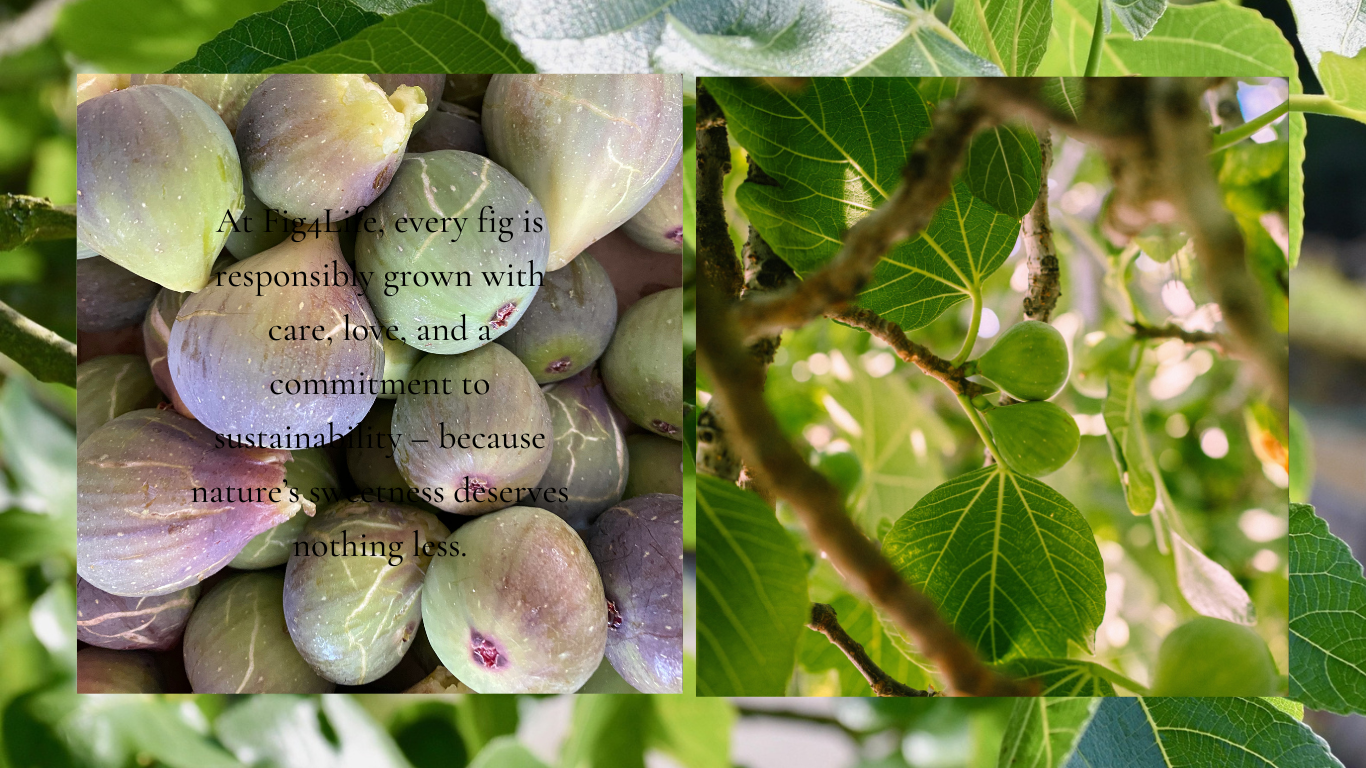 At Fig4Life, every fig is
responsibly grown with
care, love, and a
commitment to
sustainability – because
nature’s sweetness deserves
nothing less.